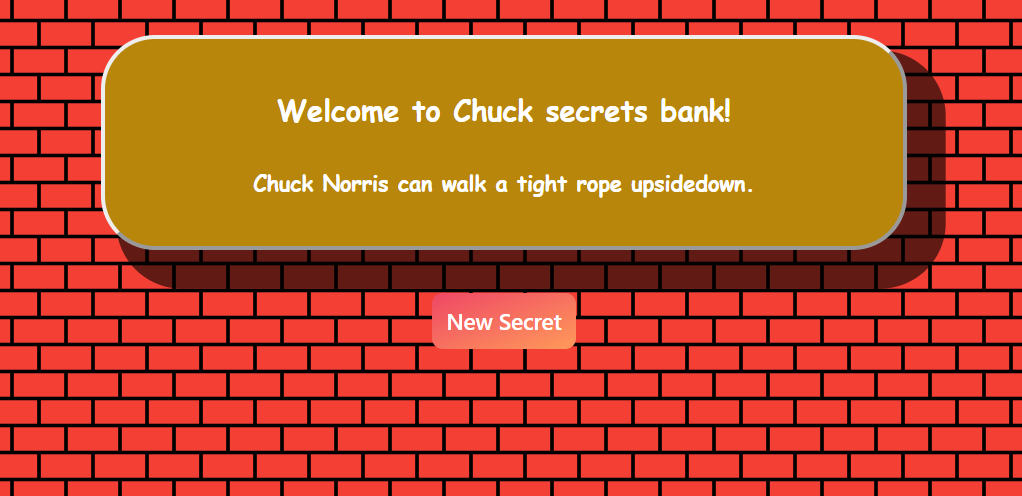 Welcome to Chuck secrets bank!
Chuck Norris can walk a tight rope upsidedown.
New Secret